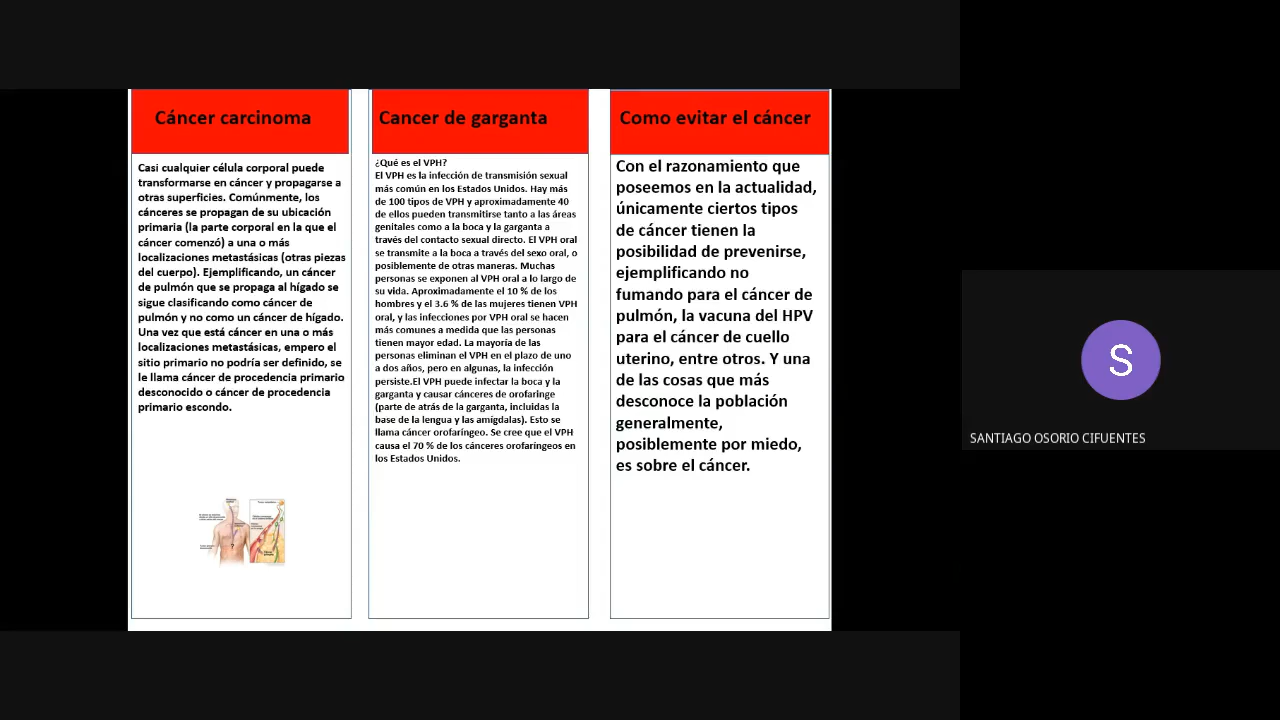 Cáncer carcinoma
Casi cualquier célula corporal puede
transformarse en cáncer y propagarse a
otras superficies. Comúnmente, los
cánceres se propagan de su ubicación
primaria (la parte corporal en la que el
cáncer comenzó) a una o más
localizaciones metastásicas (otras piezas
del cuerpo). Ejemplificando, un cáncer
de pulmón que se propaga al hígado se
sigue clasificando como cáncer de
pulmón y no como un cáncer de hígado.
Una vez que está cáncer en una o más
localizaciones metastásicas, empero el
sitio primario no podría ser definido, se
le llama cáncer de procedencia primario
desconocido o cáncer de procedencia
primario escondo.
Cancer de garganta
¿Qué es el VPH?
El VPH es la infección de transmisión sexual
más común en los Estados Unidos. Hay más
de 100 tipos de VPH y aproximadamente 40
de ellos pueden transmitirse tanto a las áreas
genitales como a la boca y la garganta a
través del contacto sexual directo. El VPH oral
se transmite a la boca a través del sexo oral, o
posiblemente de otras maneras. Muchas
personas se exponen al VPH oral a lo largo de
su vida. Aproximadamente el 10 % de los
hombres y el 3.6 % de las mujeres tienen VPH
oral, y las infecciones por VPH oral se hacen
más comunes a medida que las personas
tienen mayor edad. La mayoría de las
personas eliminan el VPH en el plazo de uno
a dos años, pero en algunas, la infección
persiste.El VPH puede infectar la boca y la
garganta y causar cánceres de orofaringe
(parte de atrás de la garganta, incluidas la
base de la lengua y las amígdalas). Esto se
llama cáncer orofaríngeo. Se cree que el VPH
causa el 70 % de los cánceres orofaríngeos en
los Estados Unidos.
Como evitar el cáncer
Con el razonamiento que
poseemos en la actualidad,
únicamente ciertos tipos
de cáncer tienen la
posibilidad de prevenirse,
ejemplificando no
fumando para el cáncer de
pulmón, la vacuna del HPV
para el cáncer de cuello
uterino, entre otros. Y una
de las cosas que más
desconoce la población
generalmente,
posiblemente por miedo,
es sobre el cáncer.
S
SANTIAGO OSORIO CIFUENTES